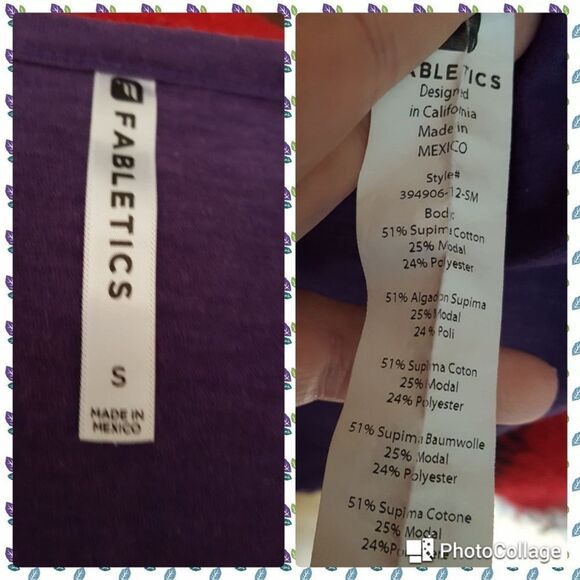 FABLETICS
S
MADE IN
MEXICO
ABLETICS
Designed
in California
Made in
MEXICO
Style#
394906-12-SM
Body:
51% Supima Cotton
25% Modal
24% Polyester
51% Algodon Supima
25% Modal
24% Poli
51% Supima Coton
25% Modal
24% Polyester
51% Supima Baumwolle
25% Modal
24% Polyester
51% Supima Cotone
25% Modal
24%
PhotoCollage